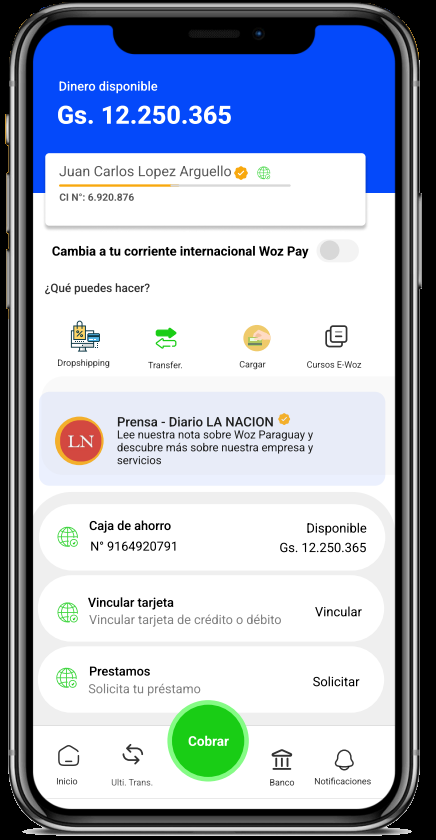 Dinero disponible
Gs. 12.250.365
Juan Carlos Lopez Arguello
CI N°: 6.920.876
Cambia a tu corriente internacional Woz Pay
¿Qué puedes hacer?
Dropshipping
Transfer.
Cargar
Cursos E-Woz
LN
Prensa - Diario LA NACION
Lee nuestra nota sobre Woz Paraguay y
descubre más sobre nuestra empresa y
servicios
Caja de ahorro
Disponible
N° 9164920791
Gs. 12.250.365
Vincular tarjeta
Vincular tarjeta de crédito o débito
Vincular
Prestamos
Solicita tu préstamo
Solicitar
Cobrar
Inicio
Ulti. Trans.
Banco
Notificaciones